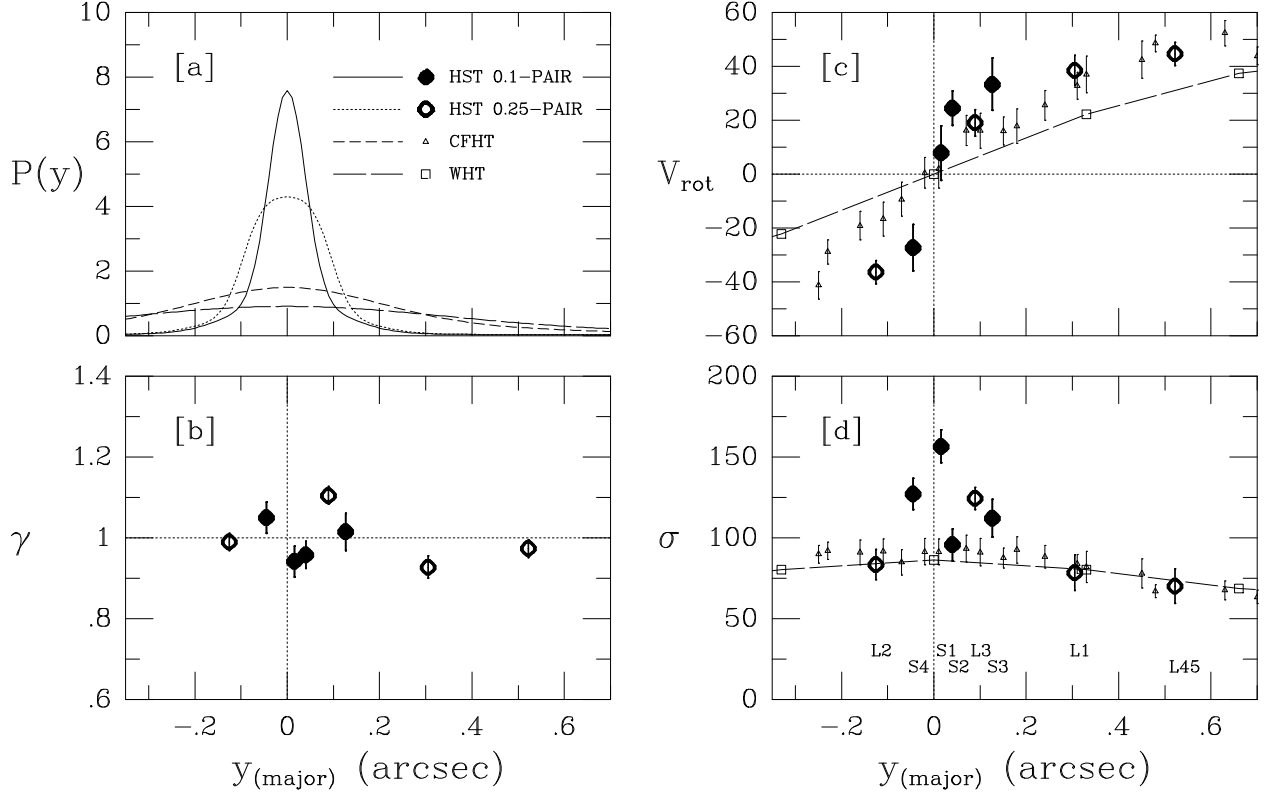 [a]
HST 0.1-PAIR
HST 0.25-PAIR
CFHT
WHT
P(y)
10
8
6
4
2
0
[c]
V_rot
60
40
20
0
−20
−40
−60
[b]
γ
1.4
1.2
1
.8
.6
−.2 0 .2 .4 .6
y(major) (arcsec)
[d]
σ
200
150
100
50
0
L2 S1 L3 L1
S4 S2 S3 L45
−.2 0 .2 .4 .6
y(major) (arcsec)